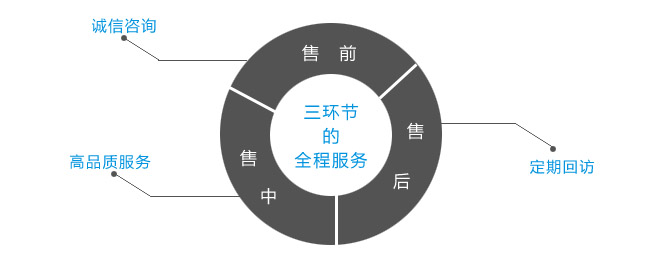 诚信咨询
售 前
三环节
的
全程服务
售
后
售
中
高品质服务
定期回访